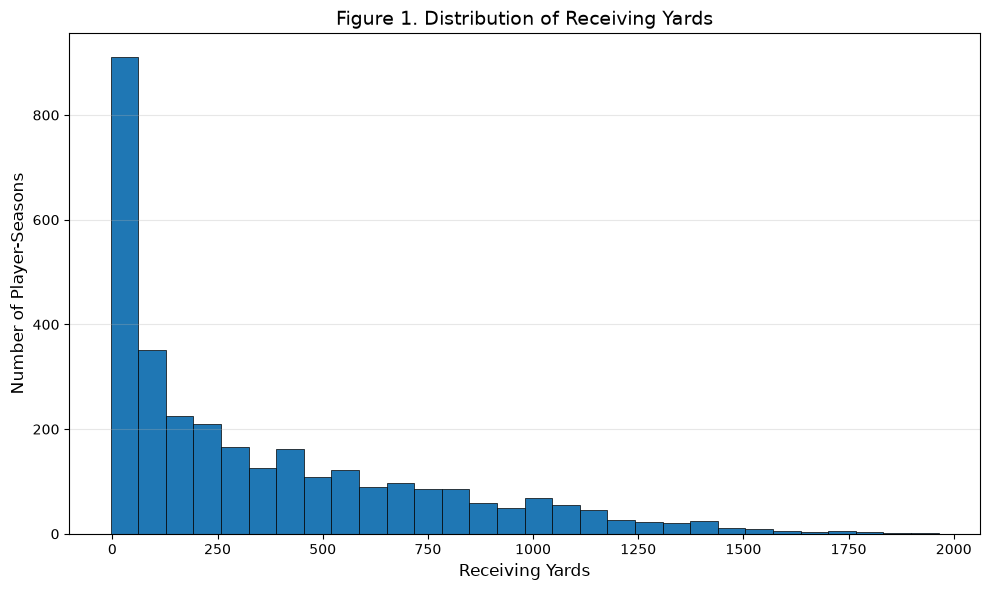 Figure 1. Distribution of Receiving Yards
Number of Player-Seasons
800
600
400
200
0
0 250 500 750 1000 1250 1500 1750 2000
Receiving Yards